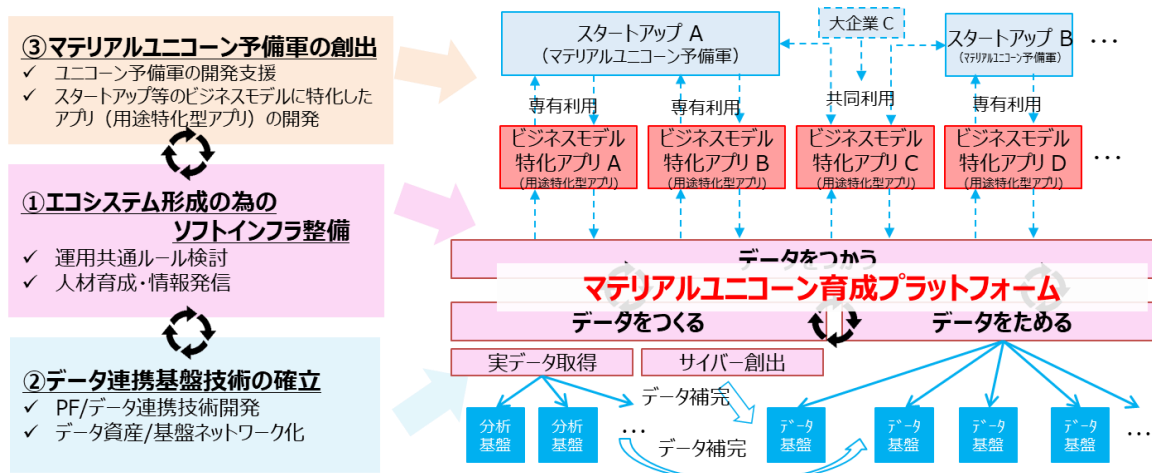 ③マテリアルユニコーン予備軍の創出
✓ ユニコーン予備軍の開発支援
✓ スタートアップ等のビジネスモデルに特化した
アプリ（用途特化型アプリ）の開発
①エコシステム形成の為の
ソフトインフラ整備
✓ 運用共通ルール検討
✓ 人材育成・情報発信
②データ連携基盤技術の確立
✓ PF/データ連携技術開発
✓ データ資産/基盤ネットワーク化
スタートアップ A
（マテリアルユニコーン予備軍）
大企業 C
スタートアップ B
（マテリアルユニコーン予備軍）
…
専有利用
専有利用
共同利用
専有利用
ビジネスモデル
特化アプリ A
（用途特化型アプリ）
ビジネスモデル
特化アプリ B
（用途特化型アプリ）
ビジネスモデル
特化アプリ C
（用途特化型アプリ）
ビジネスモデル
特化アプリ D
（用途特化型アプリ）
…
データをつかう
マテリアルユニコーン育成プラットフォーム
データをつくる
データをためる
実データ取得
サイバー創出
データ補完
分析
基盤
分析
基盤
…
データ補完
データ
基盤
データ
基盤
データ
基盤
データ
基盤
…